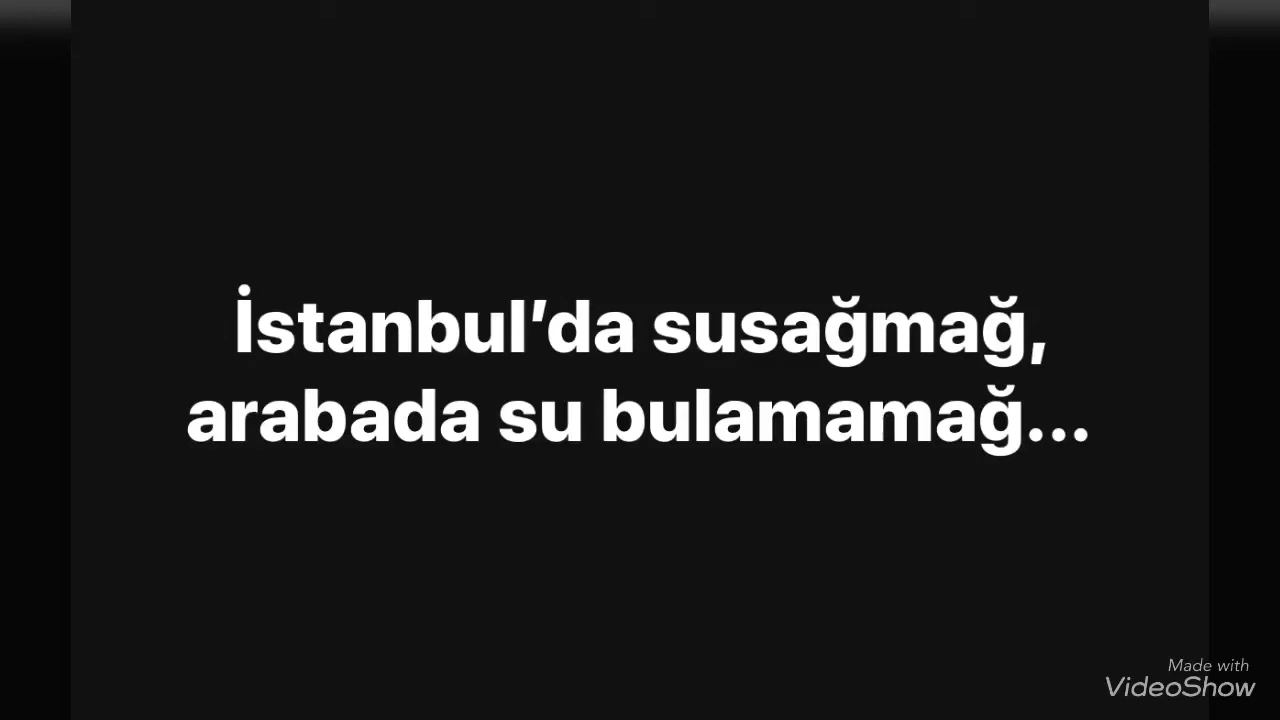 İstanbul’da susağmağ,
arabada su bulamamağ...
Made with
VideoShow